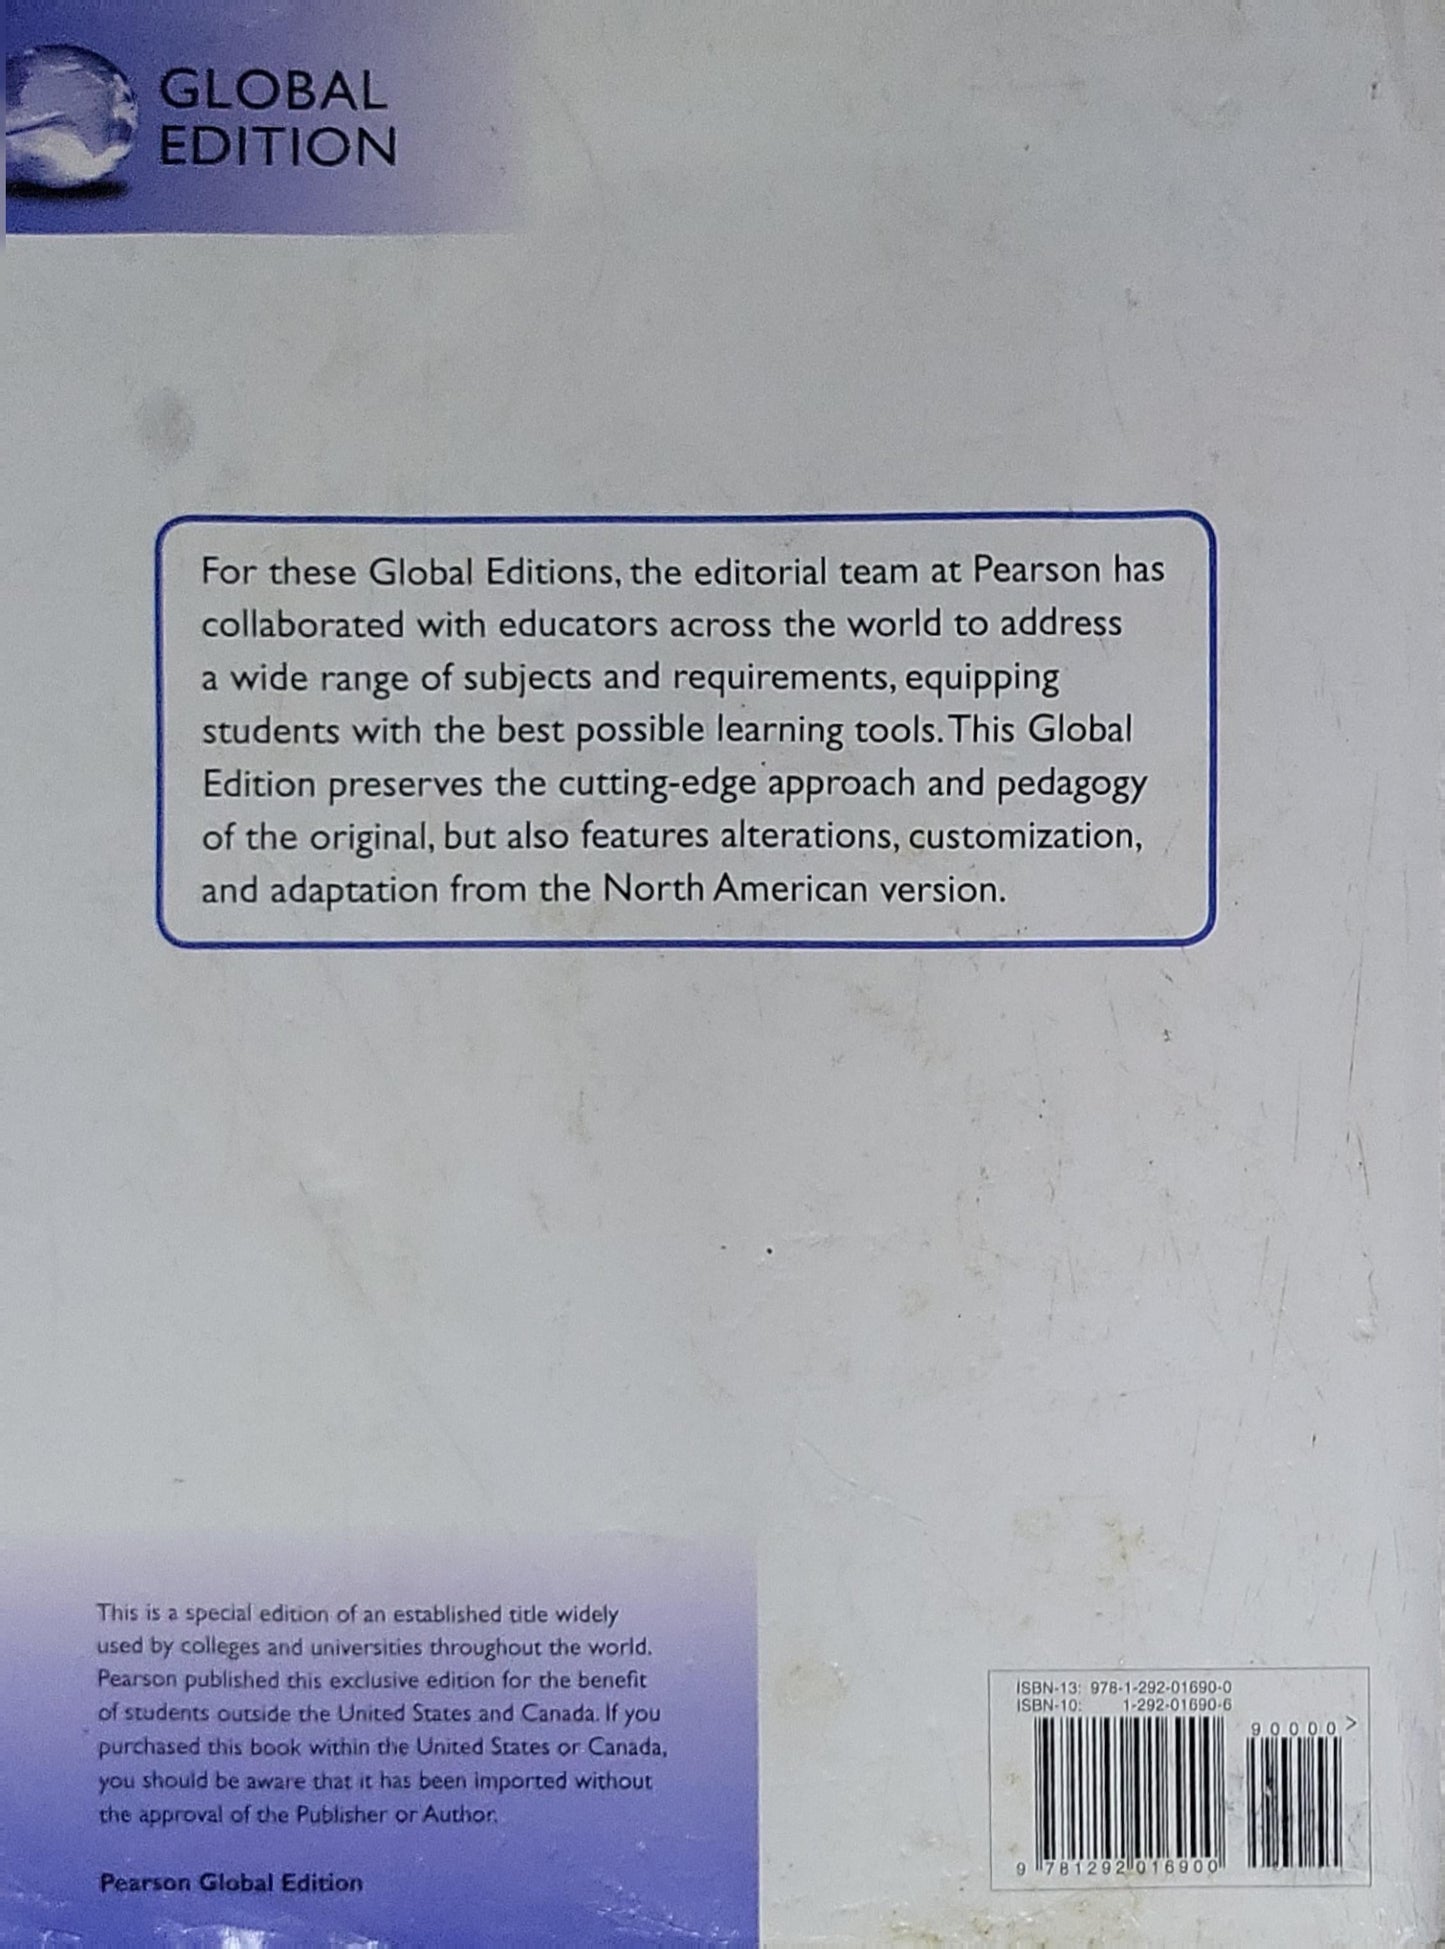 GLOBAL
EDITION
For these Global Editions, the editorial team at Pearson has
collaborated with educators across the world to address
a wide range of subjects and requirements, equipping
students with the best possible learning tools. This Global
Edition preserves the cutting-edge approach and pedagogy
of the original, but also features alterations, customization,
and adaptation from the North American version.
This is a special edition of an established title widely
used by colleges and universities throughout the world.
Pearson published this exclusive edition for the benefit
of students outside the United States and Canada. If you
purchased this book within the United States or Canada,
you should be aware that it has been imported without
the approval of the Publisher or Author.
Pearson Global Edition
ISBN-13: 978-1-292-01690-0
ISBN-10: 1-292-01690-6
90000>
9 781292 016900